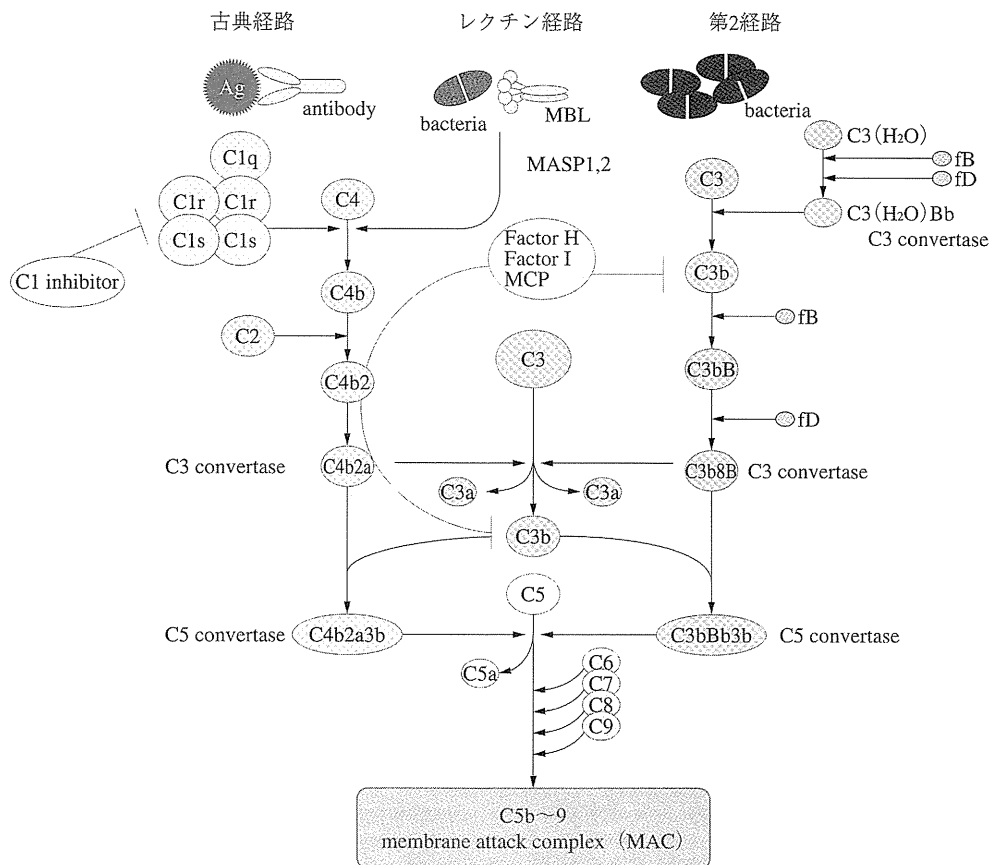 古典経路
レクチン経路
第2経路
Ag
antibody
bacteria
MBL
bacteria
C3(H₂O)
fB
fD
C3(H₂O)Bb
C3 convertase
C1q
C1r
C1r
C1s
C1s
C1 inhibitor
C4
MASP1,2
C3
Factor H
Factor I
MCP
C4b
C3b
C2
fB
C4b2
C3
C3bB
fD
C3 convertase
C4b2a
C3b8B
C3 convertase
C3a
C3a
C3b
C5
C5 convertase
C4b2a3b
C3bBb3b
C5 convertase
C5a
C6
C7
C8
C9
C5b〜9
membrane attack complex (MAC)